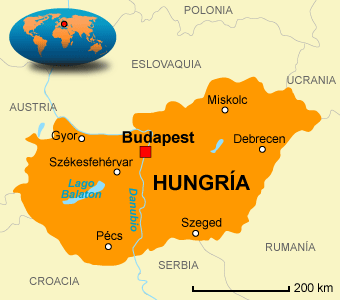 POLONIA
ESLOVAQUIA
UCRANIA
AUSTRIA
Miskolc
Gyor
Budapest
Debrecen
Székesfehérvar
Lago
Balaton
HUNGRÍA
Danubio
Szeged
Pécs
RUMANÍA
SERBIA
CROACIA
200 km